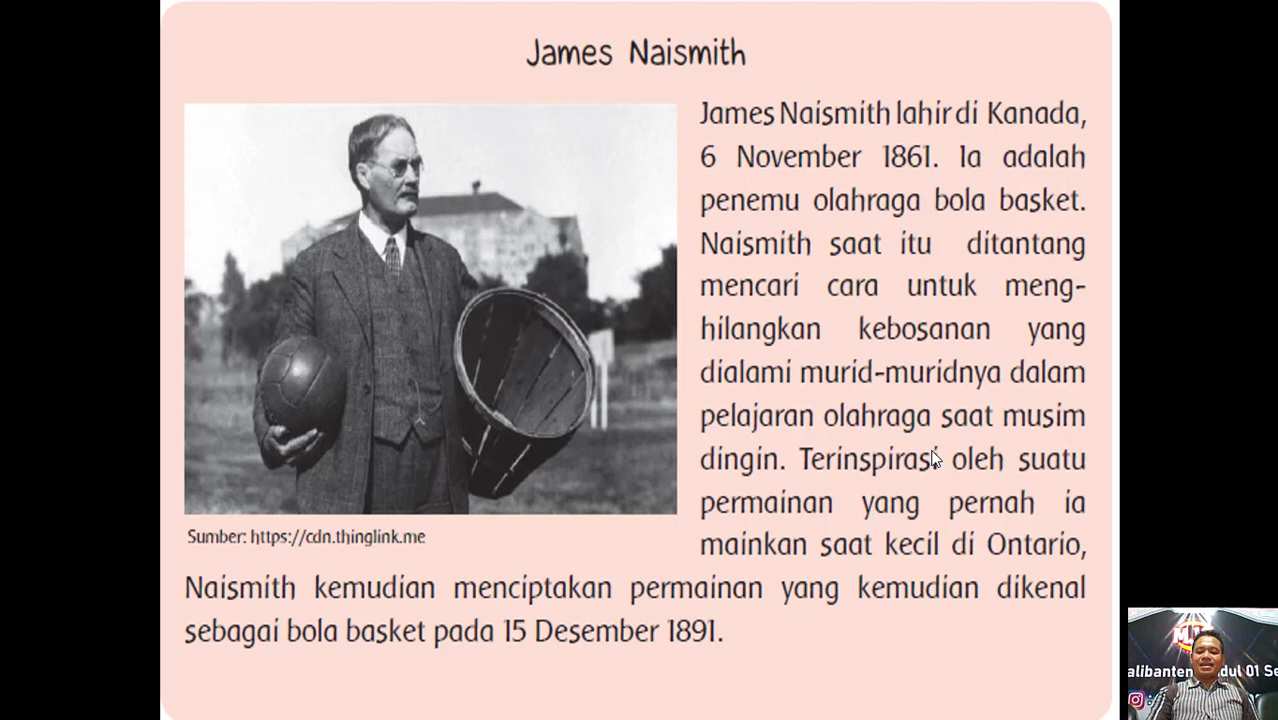 James Naismith
James Naismith lahir di Kanada,
6 November 1861. Ia adalah
penemu olahraga bola basket.
Naismith saat itu ditantang
mencari cara untuk meng-
hilangkan kebosanan yang
dialami murid-muridnya dalam
pelajaran olahraga saat musim
dingin. Terinspirasi oleh suatu
permainan yang pernah ia
mainkan saat kecil di Ontario,
Naismith kemudian menciptakan permainan yang kemudian dikenal
sebagai bola basket pada 15 Desember 1891.
Sumber: https://cdn.thinglink.me